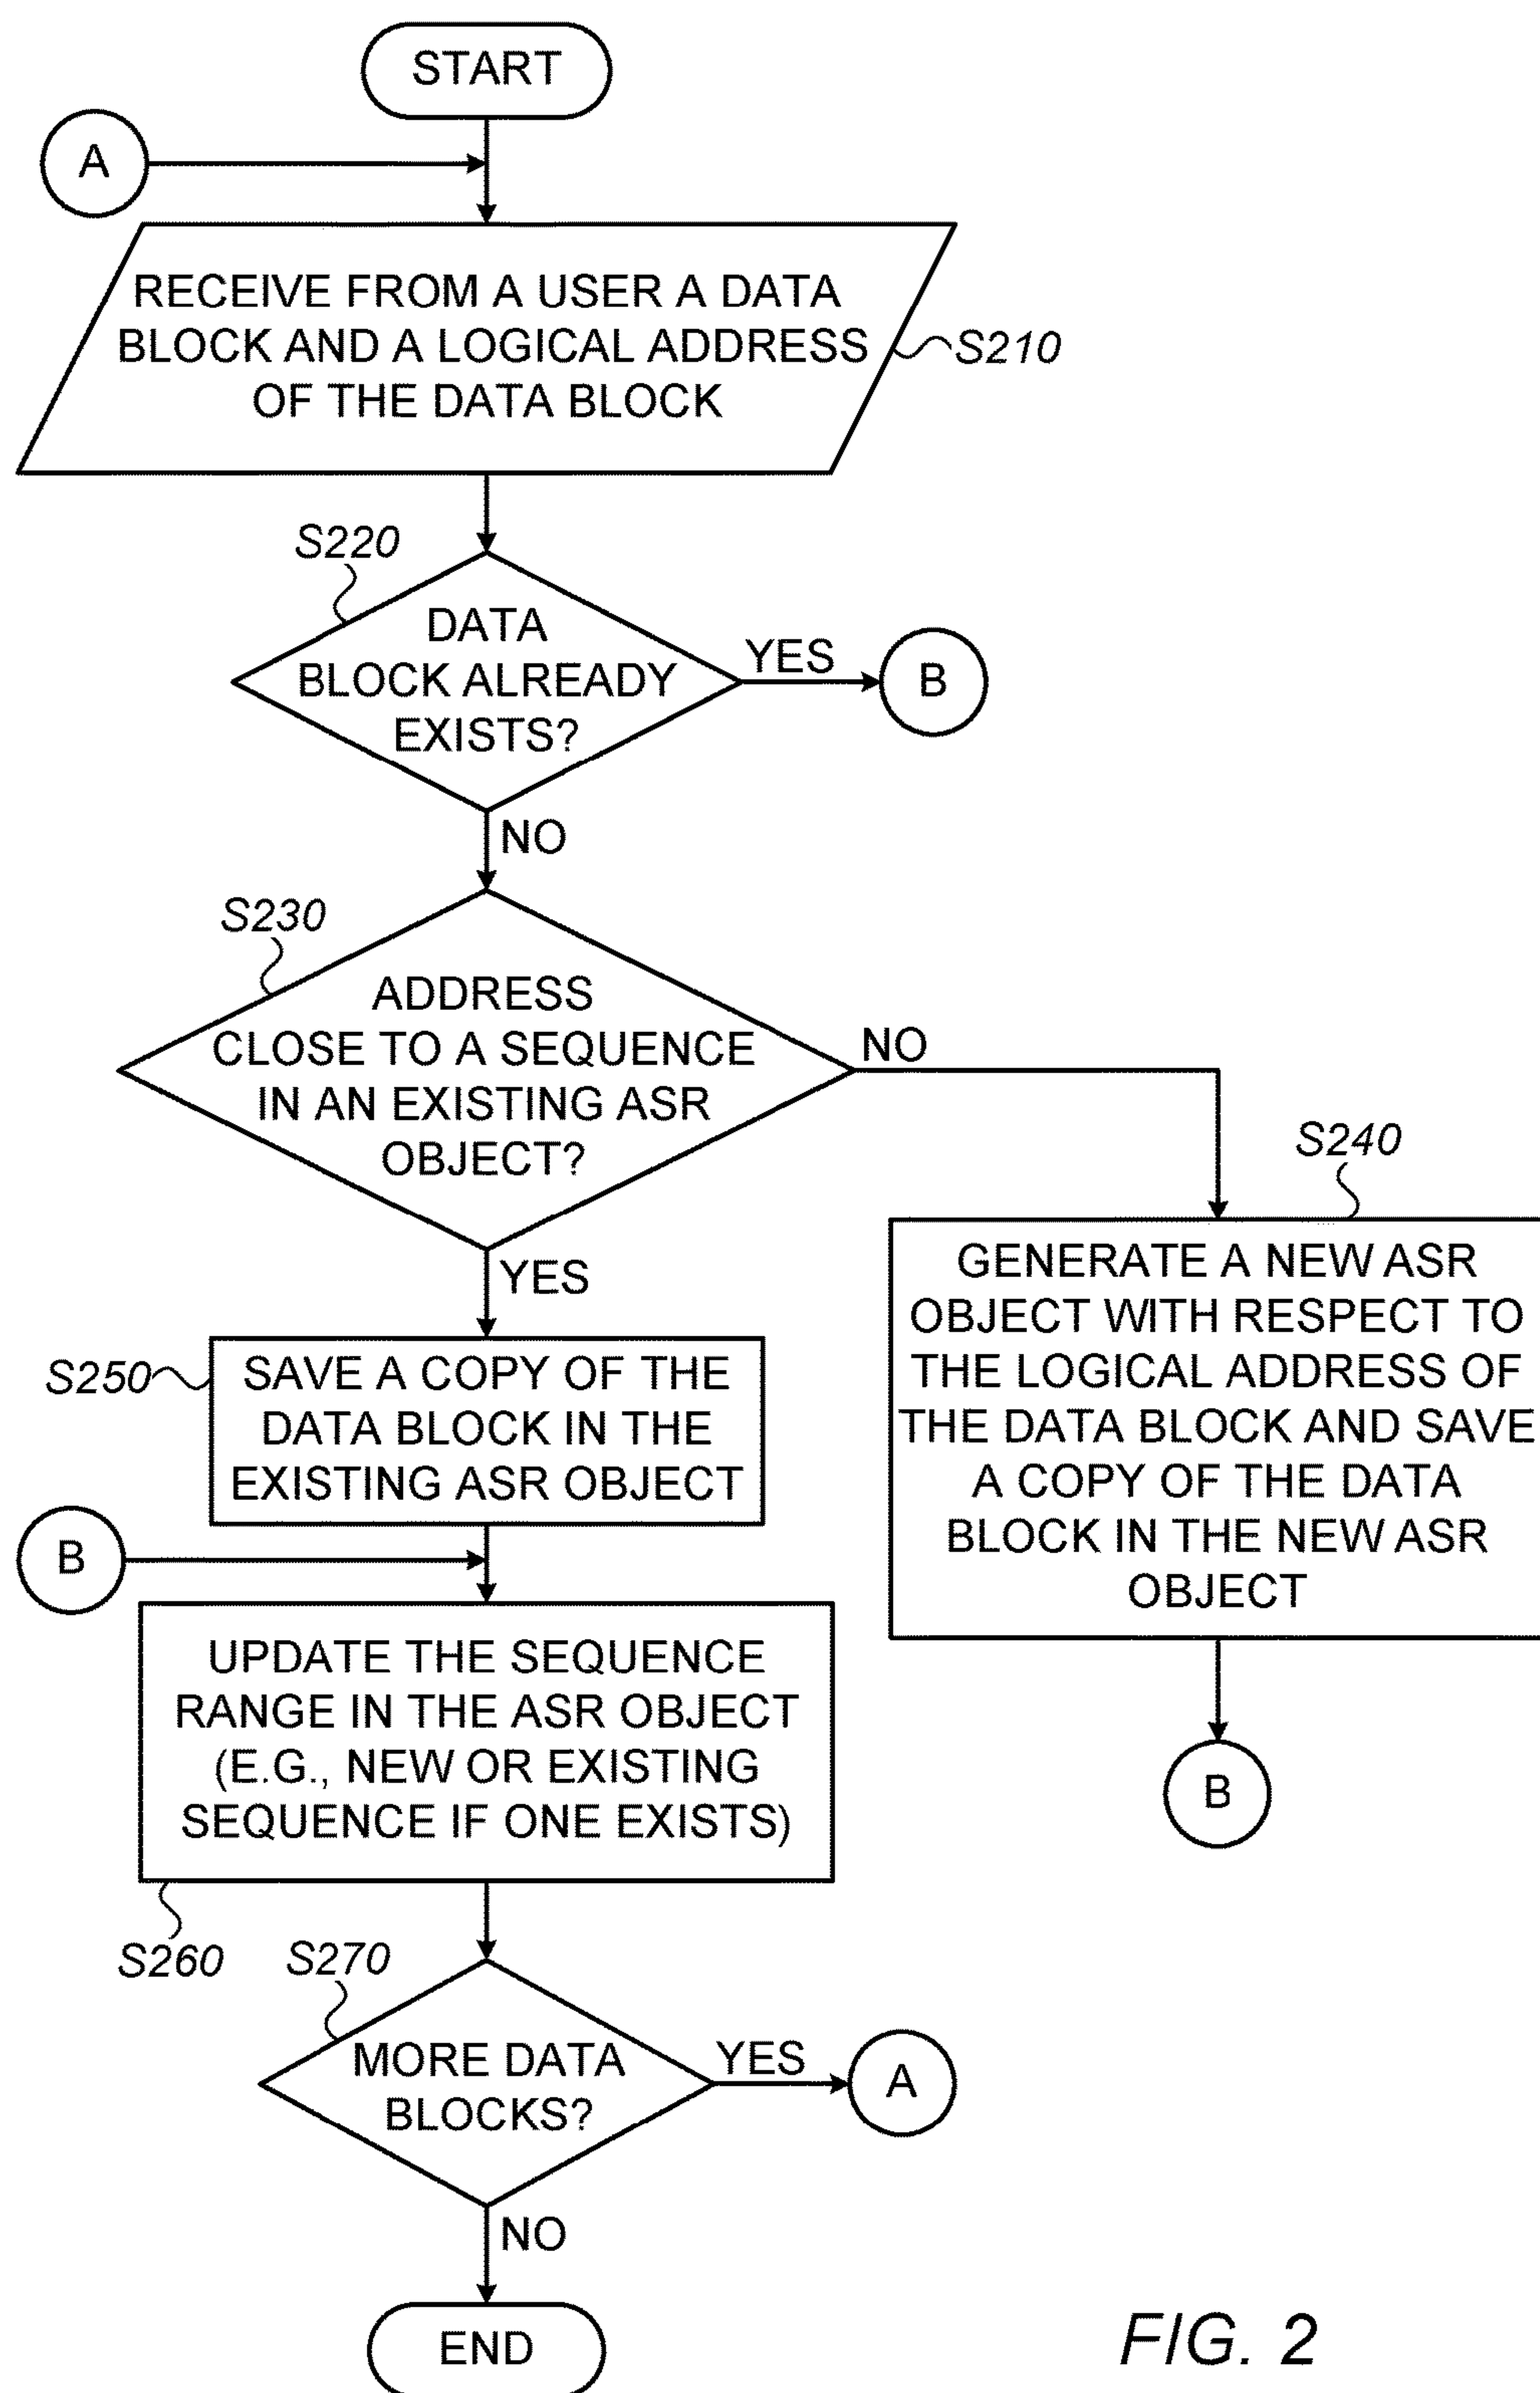 START
A
RECEIVE FROM A USER A DATA
BLOCK AND A LOGICAL ADDRESS
OF THE DATA BLOCK
S210
S220
DATA
BLOCK ALREADY
EXISTS?
YES
B
NO
S230
ADDRESS
CLOSE TO A SEQUENCE
IN AN EXISTING ASR
OBJECT?
NO
S240
GENERATE A NEW ASR
OBJECT WITH RESPECT TO
THE LOGICAL ADDRESS OF
THE DATA BLOCK AND SAVE
A COPY OF THE DATA
BLOCK IN THE NEW ASR
OBJECT
B
YES
S250
SAVE A COPY OF THE
DATA BLOCK IN THE
EXISTING ASR OBJECT
B
UPDATE THE SEQUENCE
RANGE IN THE ASR OBJECT
(E.G., NEW OR EXISTING
SEQUENCE IF ONE EXISTS)
S260
S270
MORE DATA
BLOCKS?
YES
A
NO
END
FIG. 2